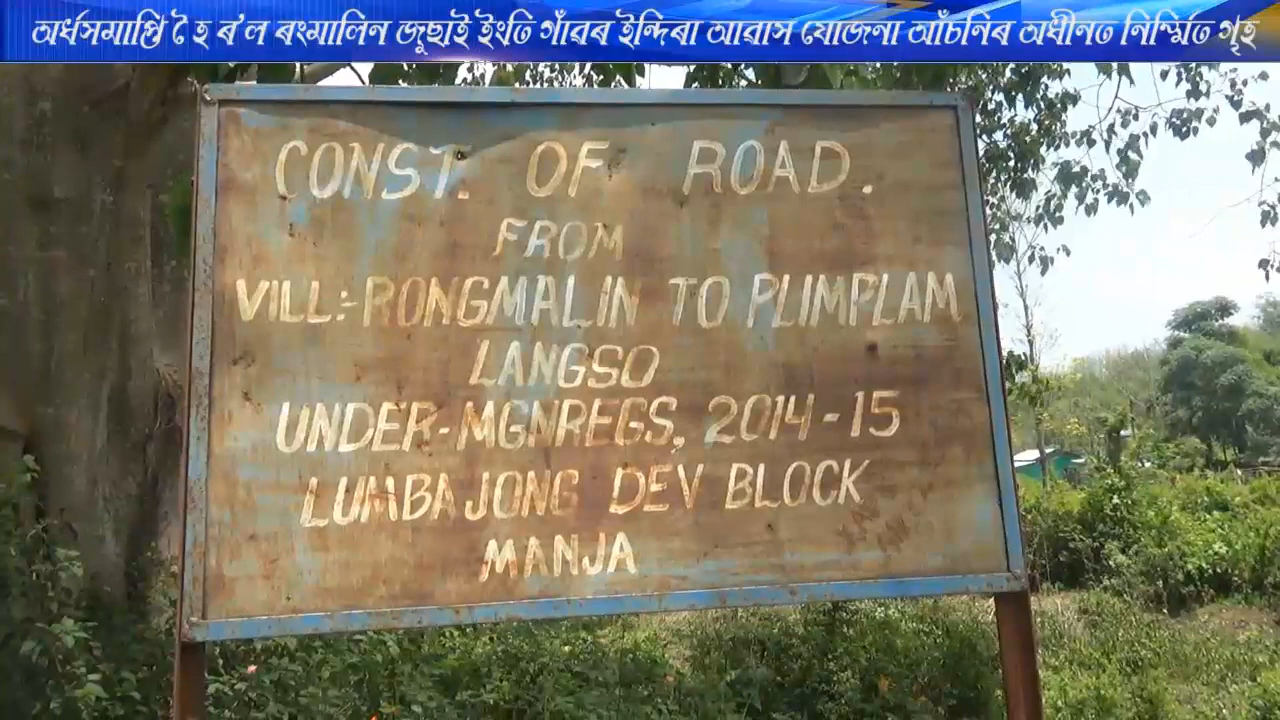 অৰ্ধসমাপ্তি হৈ ৰ'ল ৰংমালিন জুছাই ইংতি গাঁৱৰ ইন্দিৰা আৱাস যোজনা আঁচনিৰ অধীনত নিৰ্ম্মিত গৃহ
CONST. OF ROAD.
FROM
VILL:-RONGMALIN TO PLIMPLAM
LANGSO
UNDER-MGNREGS, 2014-15
LUMBAJONG DEV BLOCK
MANJA